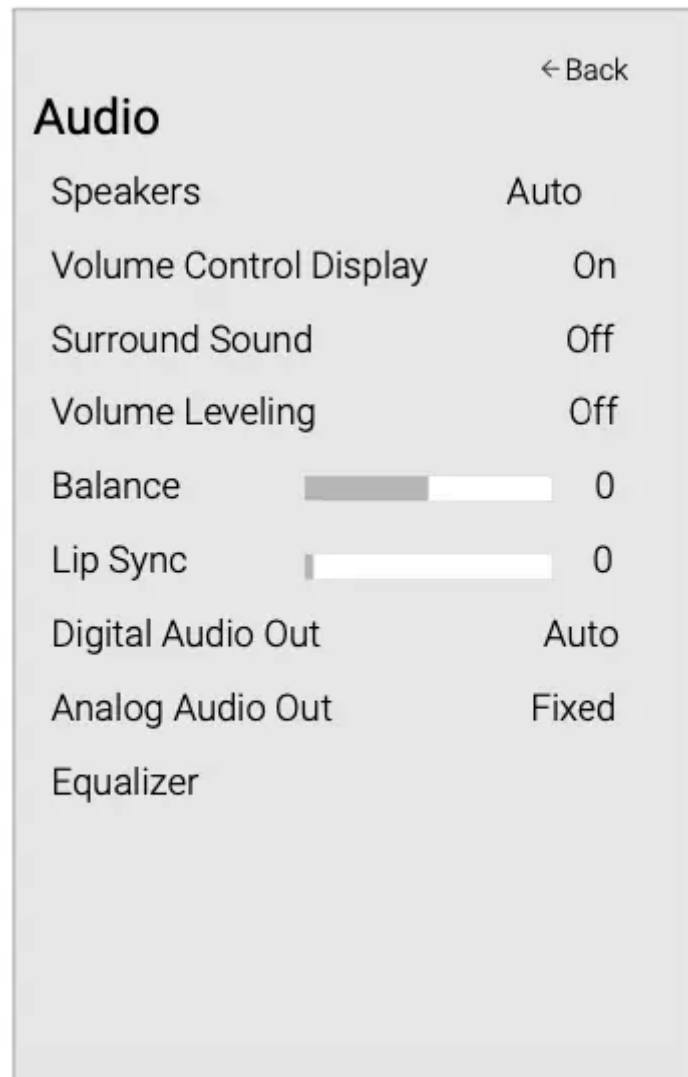 ←Back
Audio
Speakers Auto
Volume Control Display On
Surround Sound Off
Volume Leveling Off
Balance 0
Lip Sync 0
Digital Audio Out Auto
Analog Audio Out Fixed
Equalizer